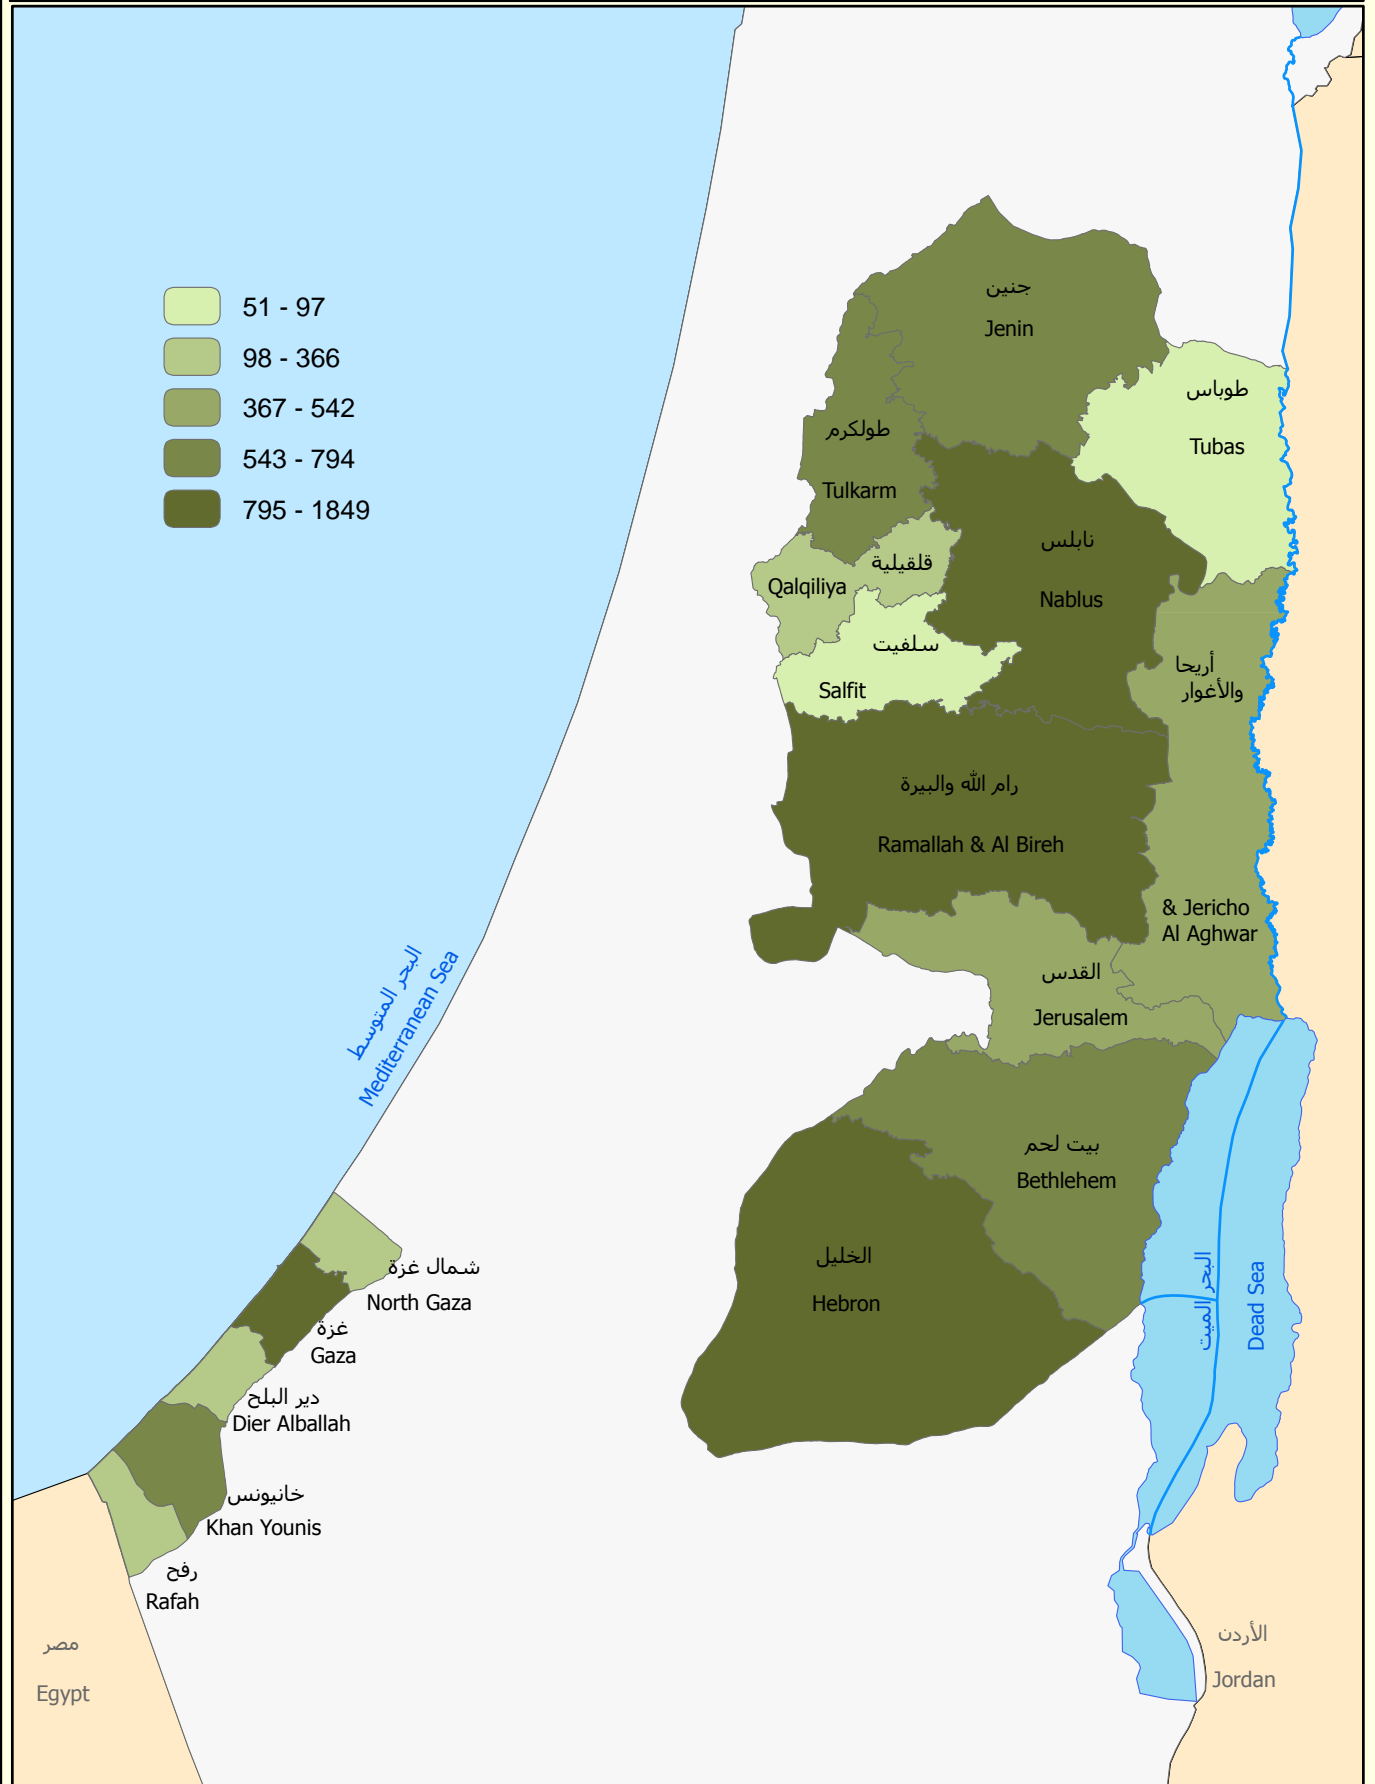 51 - 97
98 - 366
367 - 542
543 - 794
795 - 1849
جنين
Jenin
طوباس
Tubas
طولكرم
Tulkarm
نابلس
Nablus
قلقيلية
Qalqiliya
سلفيت
Salfit
أريحا
والأغوار
رام الله والبيرة
Ramallah & Al Bireh
& Jericho
Al Aghwar
القدس
Jerusalem
البحر المتوسط
Mediterranean Sea
بيت لحم
Bethlehem
الخليل
Hebron
البحر الميت
Dead Sea
شمال غزة
North Gaza
غزة
Gaza
دير البلح
Dier Alballah
خانيونس
Khan Younis
رفح
Rafah
مصر
Egypt
الأردن
Jordan